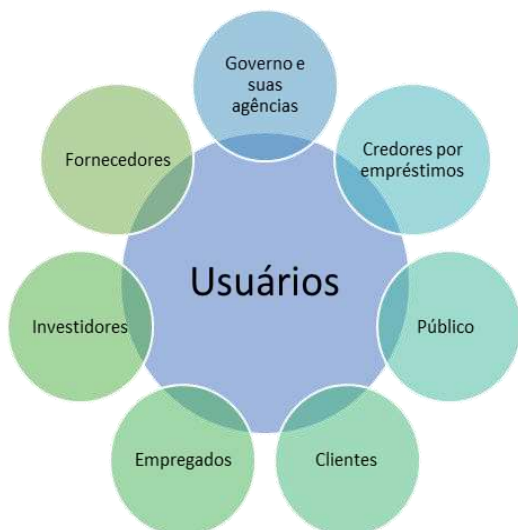 Governo e
suas
agências
Credores por
empréstimos
Público
Clientes
Empregados
Investidores
Fornecedores
Usuários